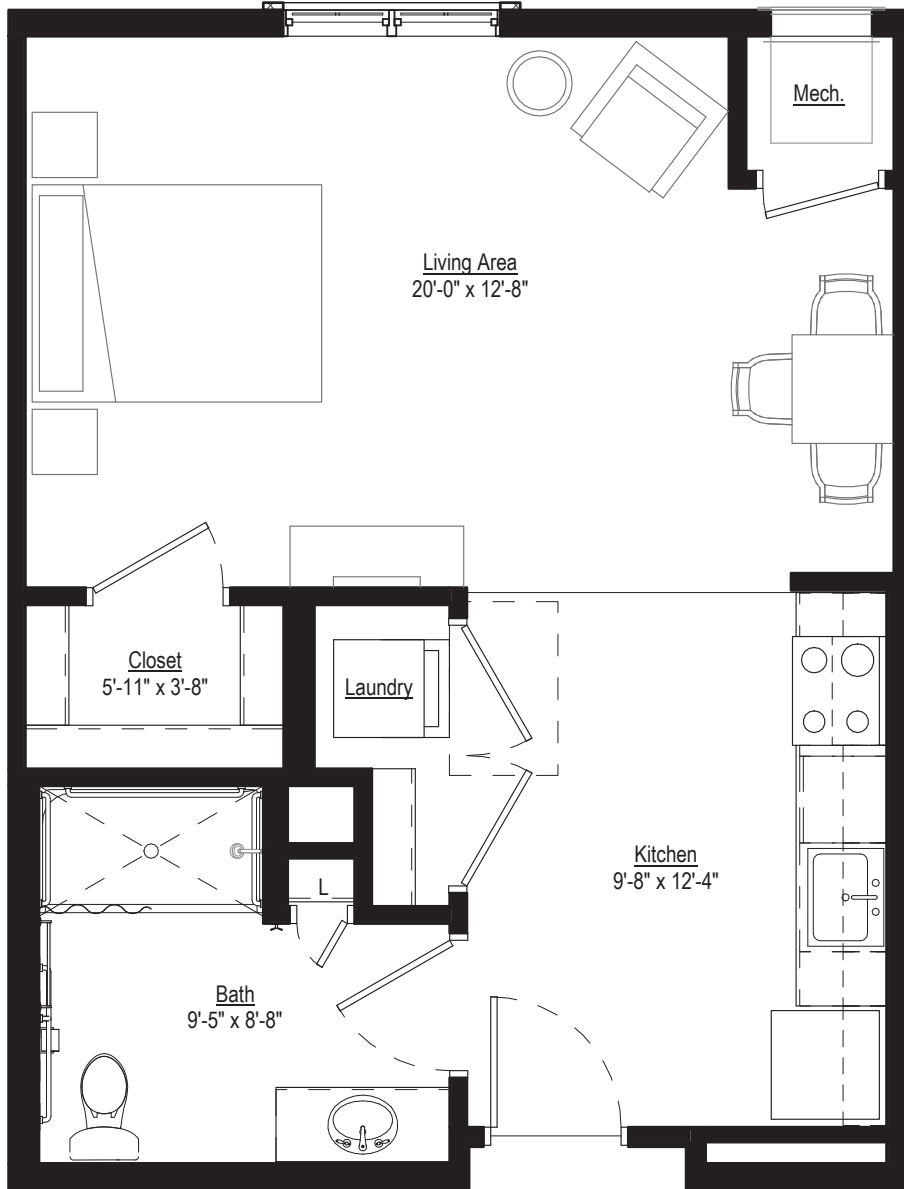 Mech.
Living Area
20'-0" x 12'-8"
Closet
5'-11" x 3'-8"
Laundry
Kitchen
9'-8" x 12'-4"
L
Bath
9'-5" x 8'-8"